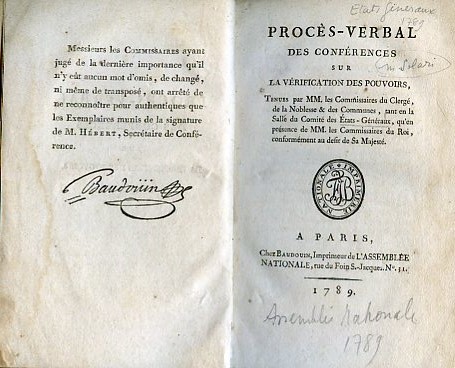 Messieurs les COMMISSAIRES ayant
jugé de la dernière importance qu'il
n'y eût aucun mot d'omis, de changé,
ni même de transposé, ont arrêté de
ne reconnoître pour authentiques que
les Exemplaires munis de la signature
de M. HÉBERT, Secrétaire de Confé-
rence.
Baudouin
Etats Généraux
1789
PROCÈS-VERBAL
DES CONFÉRENCES
SUR
LA VÉRIFICATION DES POUVOIRS,
TENUES par MM. les Commissaires du Clergé,
de la Noblesse & des Communes, tant en la
Salle du Comité des États-Généraux, qu'en
présence de MM. les Commissaires du Roi,
conformément au desir de Sa Majesté.
IMPRIMERIE NATIONALE
A PARIS,
Chez BAUDOUIN, Imprimeur de L'ASSEMBLÉE
NATIONALE, rue du Foin S.-Jacques, N°. 31.
1789.
Assemblée Nationale
1789